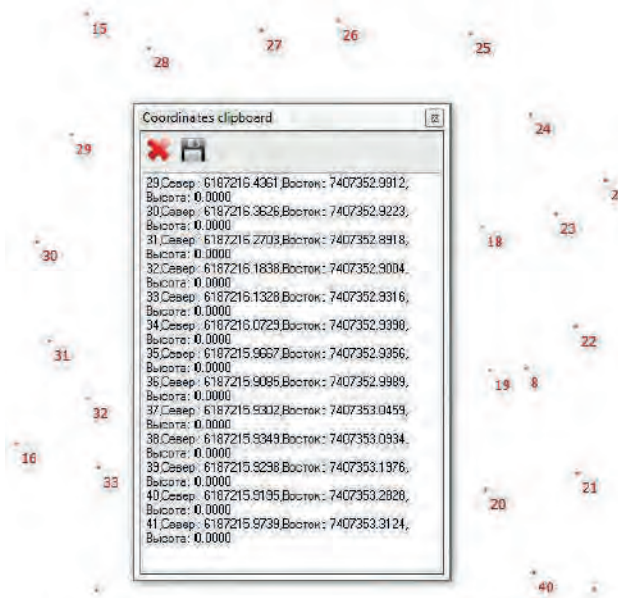 15
26
27
25
28
Coordinates clipboard
24
29
29,Север: 6187216.4361,Восток: 7407352.9912,
Высота: 0.0000
30,Север: 6187216.3626,Восток: 7407352.9223,
Высота: 0.0000
31,Север: 6187216.2703,Восток: 7407352.8918,
Высота: 0.0000
32,Север: 6187216.1838,Восток: 7407352.9004,
Высота: 0.0000
33,Север: 6187216.1328,Восток: 7407352.9316,
Высота: 0.0000
34,Север: 6187216.0729,Восток: 7407352.9398,
Высота: 0.0000
35,Север: 6187215.9667,Восток: 7407352.9356,
Высота: 0.0000
36,Север: 6187215.9085,Восток: 7407352.9989,
Высота: 0.0000
37,Север: 6187215.9302,Восток: 7407353.0459,
Высота: 0.0000
38,Север: 6187215.9349,Восток: 7407353.0934,
Высота: 0.0000
39,Север: 6187215.9298,Восток: 7407353.1976,
Высота: 0.0000
40,Север: 6187215.9195,Восток: 7407353.2828,
Высота: 0.0000
41,Север: 6187215.9739,Восток: 7407353.3124,
Высота: 0.0000
23
18
30
22
31
19
8
32
16
33
21
20
40